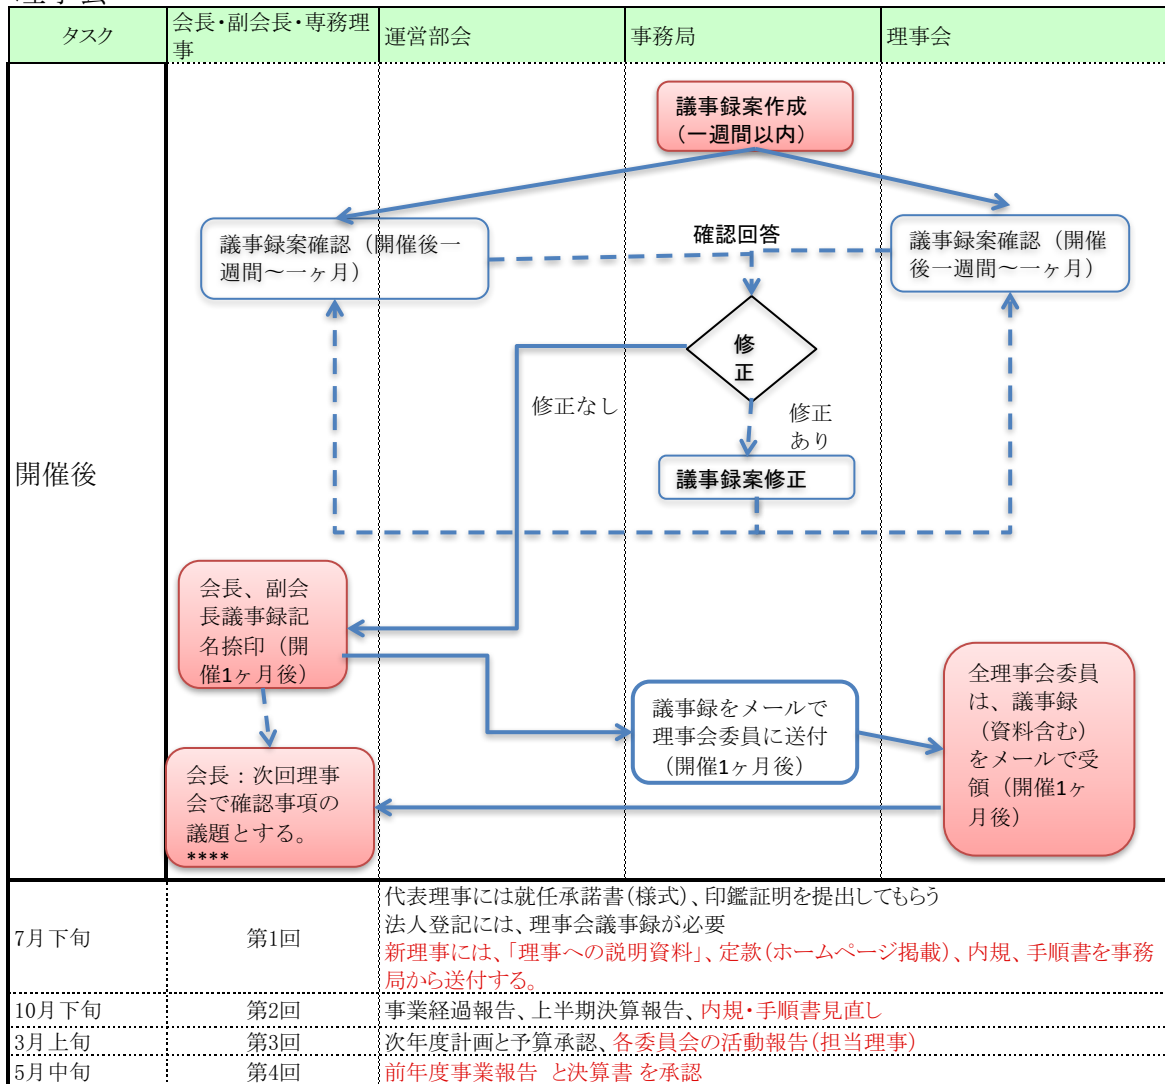 タスク
会長・副会長・専務理
事
運営部会
事務局
理事会
議事録案作成
（一週間以内）
議事録案確認（開催後一
週間～一ヶ月）
確認回答
議事録案確認（開催
後一週間～一ヶ月）
修
正
修正なし
修正
あり
議事録案修正
開催後
会長、副会
長議事録記
名捺印（開
催1ヶ月後）
議事録をメールで
理事会委員に送付
（開催1ヶ月後）
全理事会委員
は、議事録
（資料含む）
をメールで受
領（開催1ヶ
月後）
会長：次回理事
会で確認事項の
議題とする。
****
7月下旬
第1回
代表理事には就任承諾書（様式）、印鑑証明を提出してもらう
法人登記には、理事会議事録が必要
新理事には、「理事への説明資料」、定款（ホームページ掲載）、内規、手順書を事務
局から送付する。
10月下旬
第2回
事業経過報告、上半期決算報告、内規・手順書見直し
3月上旬
第3回
次年度計画と予算承認、各委員会の活動報告（担当理事）
5月中旬
第4回
前年度事業報告 と決算書 を承認